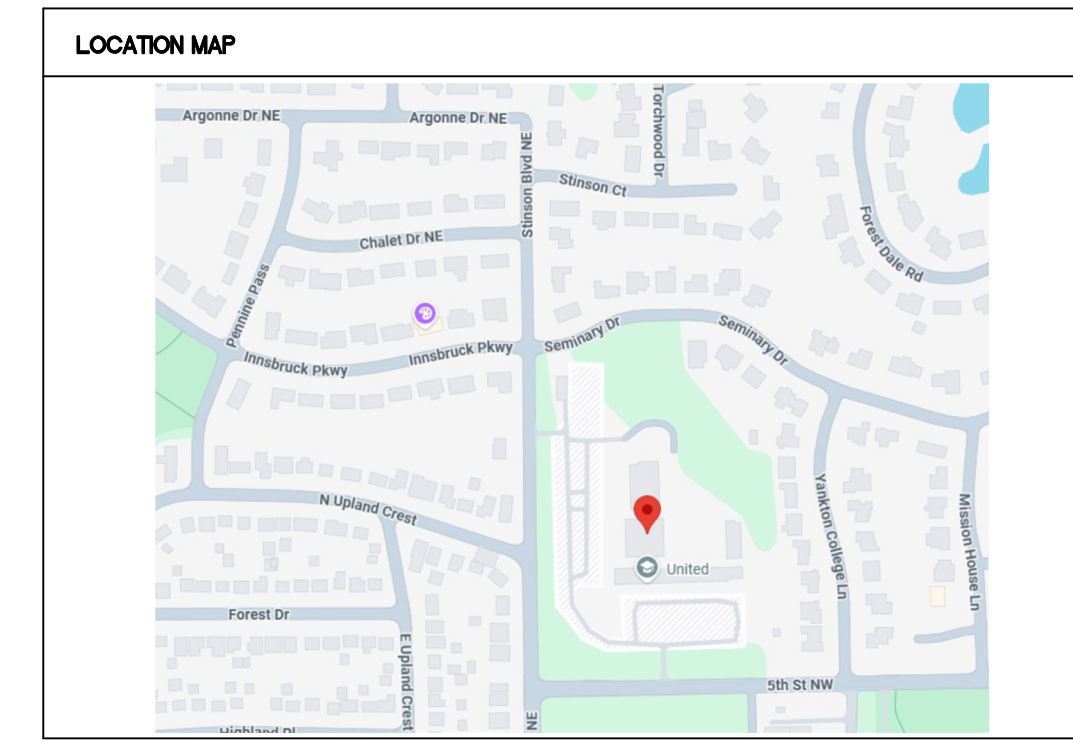 LOCATION MAP
Argonne Dr NE
Argonne Dr NE
Torchwood Dr
Stinson Blvd NE
Stinson Ct
Chalet Dr NE
Forest Dale Rd
Pennine Pass
Seminary Dr
Seminary Dr
Innsbruck Pkwy
Innsbruck Pkwy
N Upland Crest
Yankton College Ln
Mission House Ln
United
Forest Dr
E Upland Crest
5th St NW
NE
Highland Pl